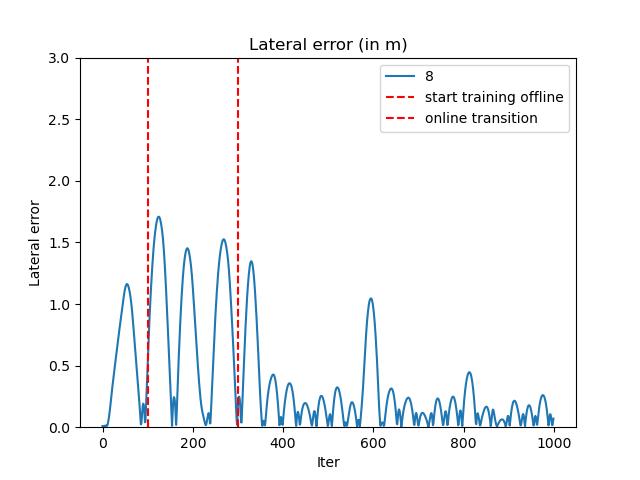 Lateral error (in m)
8
start training offline
online transition
Lateral error
3.0
2.5
2.0
1.5
1.0
0.5
0.0
0 200 400 600 800 1000
Iter